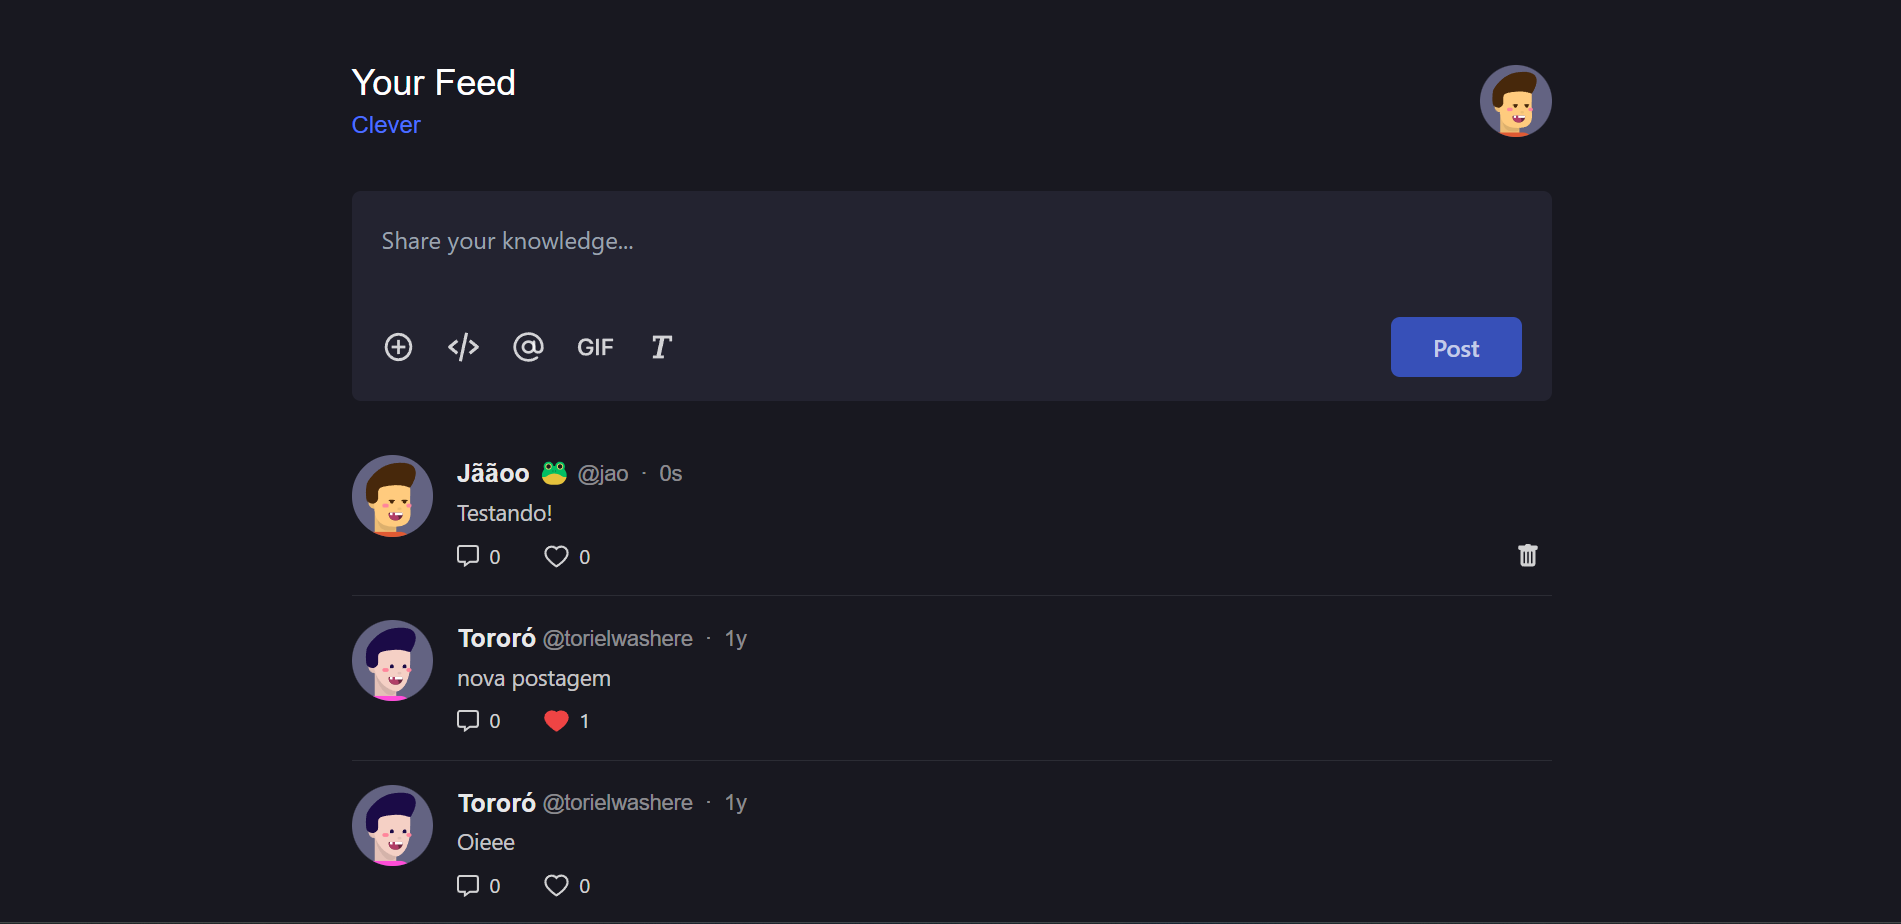 Your Feed
Clever
Share your knowledge...
GIF
Post
Jããoo 🐸 @jao · 0s
Testando!
0 0
Tororó @torielwashere · 1y
nova postagem
0 1
Tororó @torielwashere · 1y
Oieee
0 0